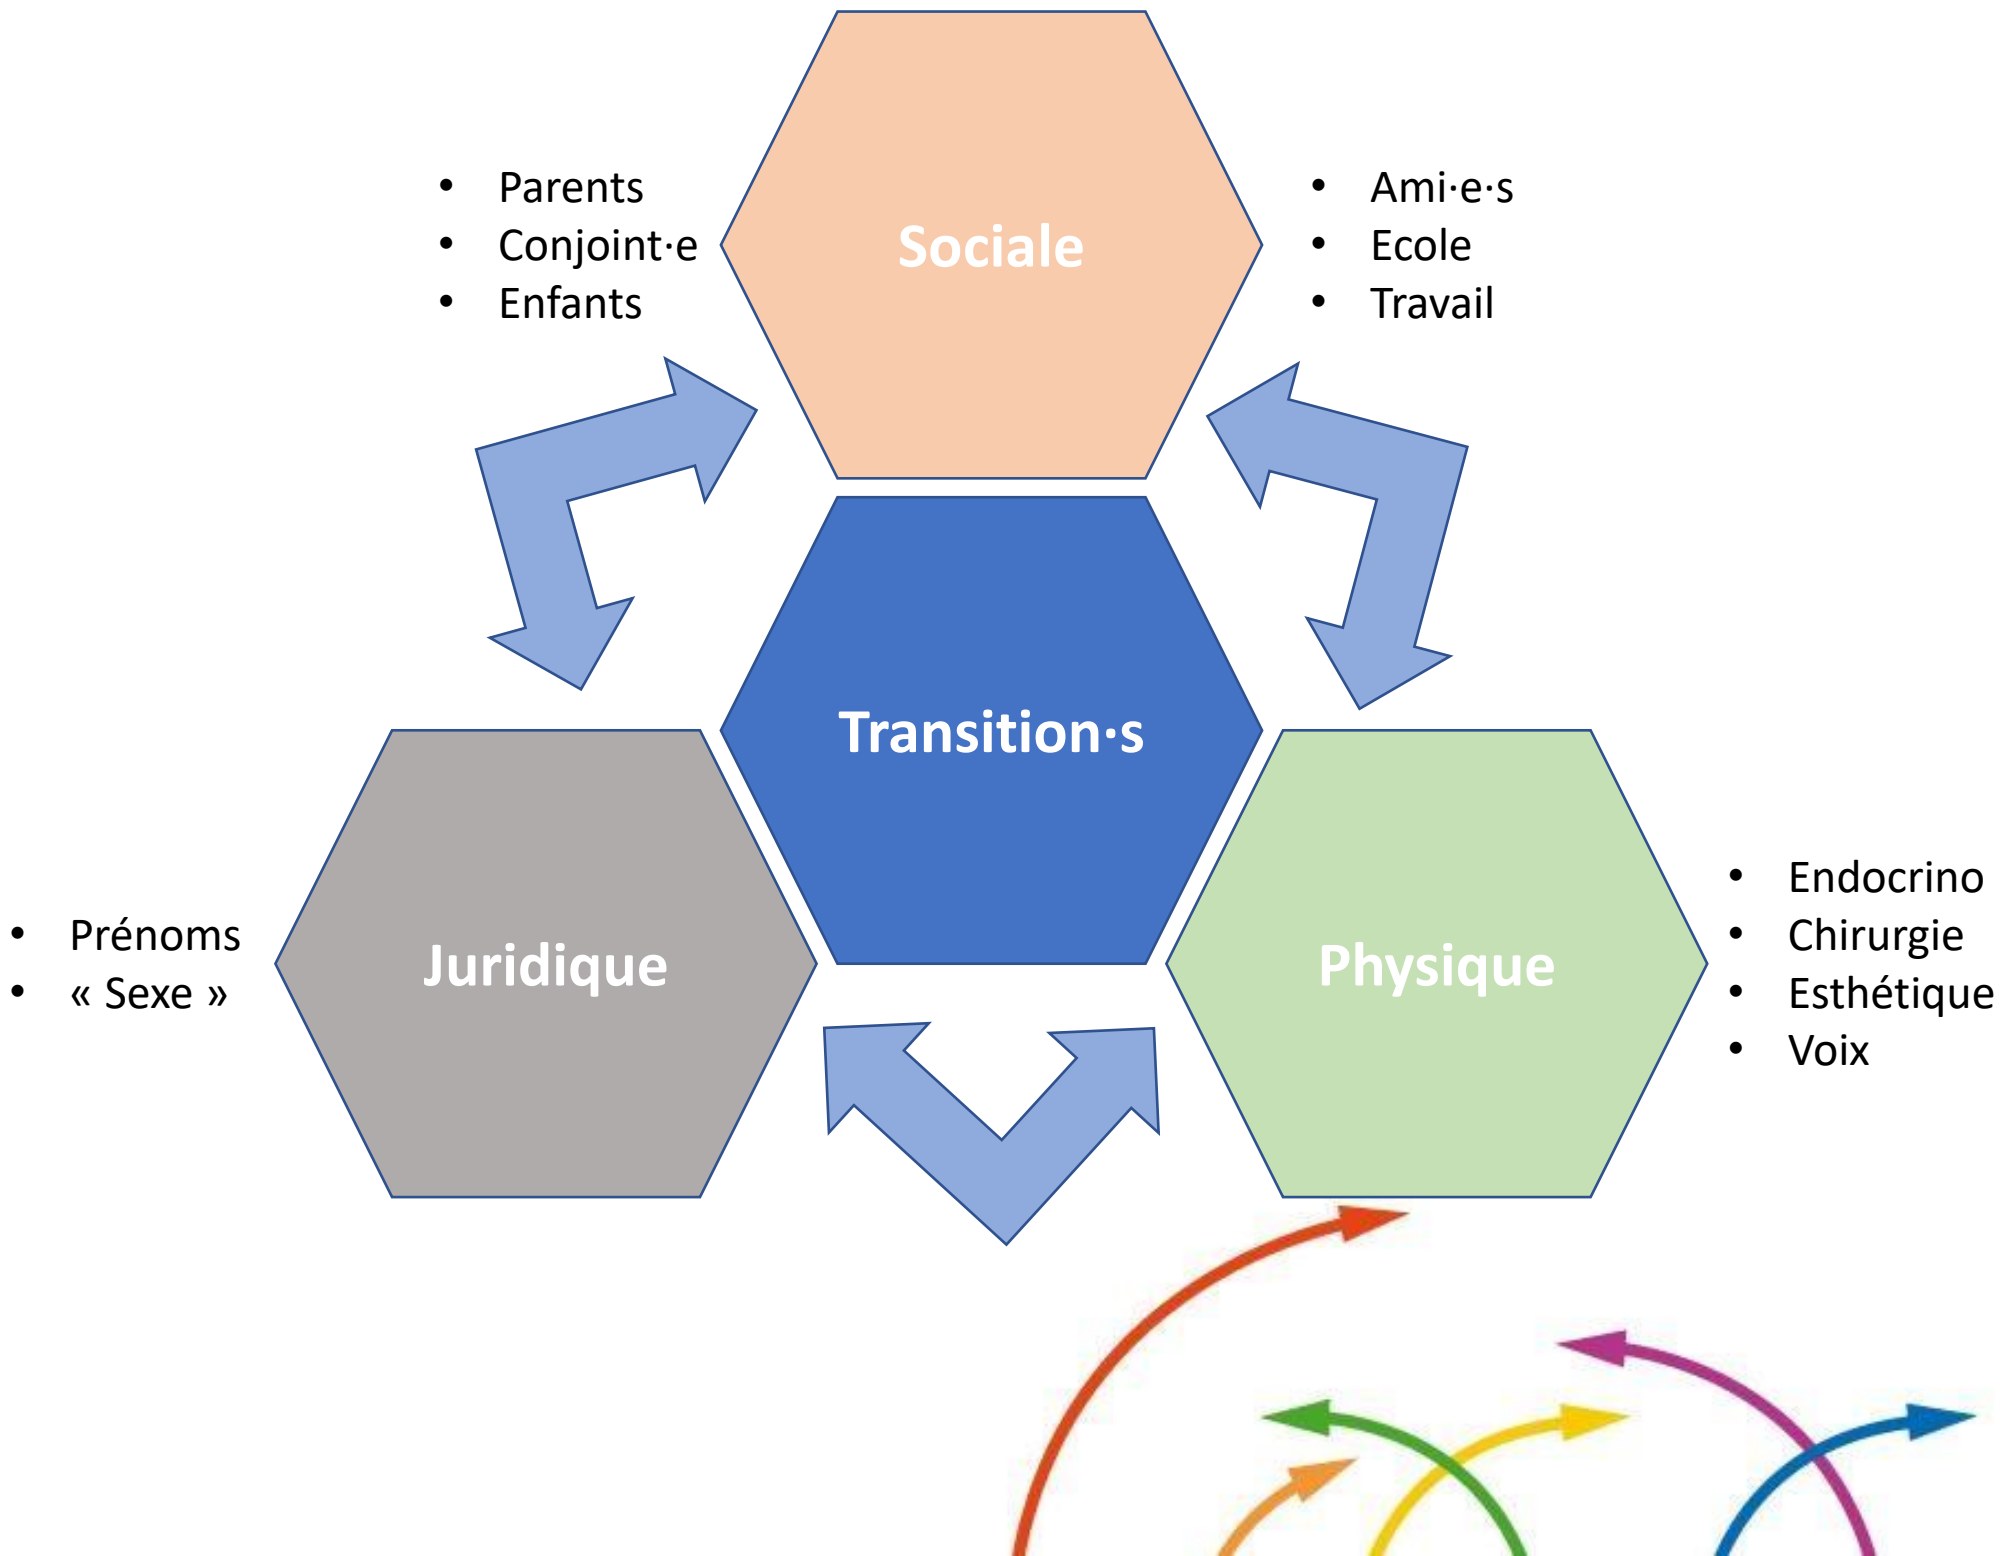 • Parents
• Conjoint·e
• Enfants
Sociale
• Ami·e·s
• Ecole
• Travail
Transition·s
• Prénoms
• « Sexe »
Juridique
Physique
• Endocrino
• Chirurgie
• Esthétique
• Voix